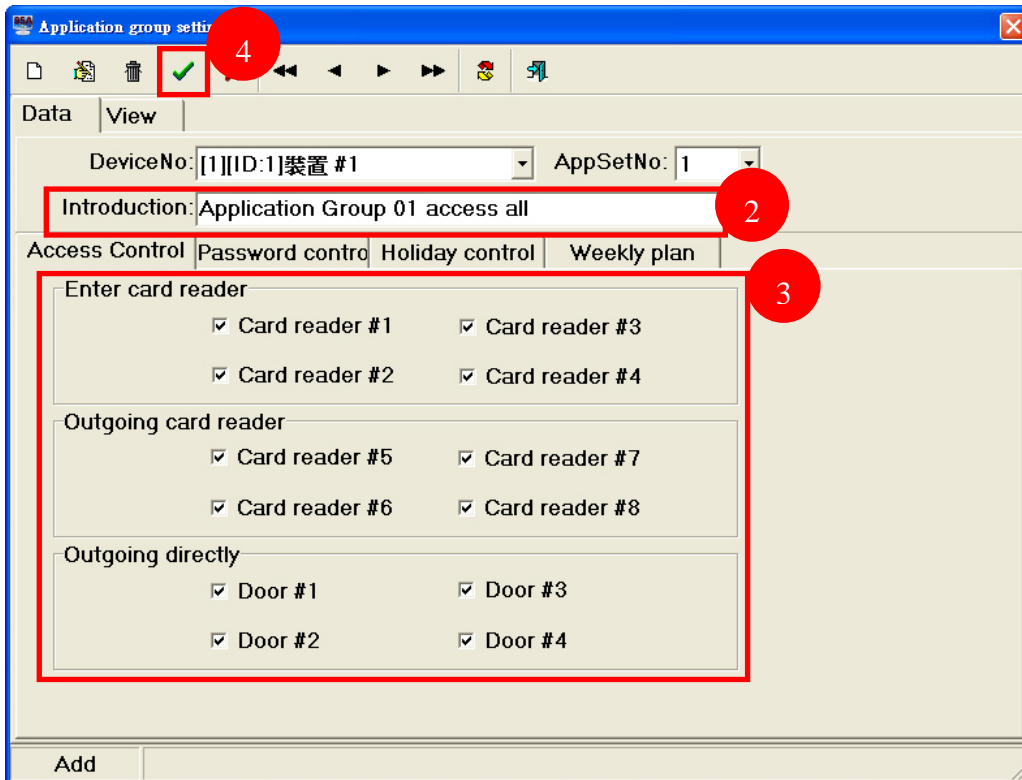 Application group settin
4
Data View
DeviceNo: [1][ID:1]裝置 #1 AppSetNo: 1
Introduction: Application Group 01 access all
2
Access Control Password contro Holiday control Weekly plan
3
Enter card reader
Card reader #1 Card reader #3
Card reader #2 Card reader #4
Outgoing card reader
Card reader #5 Card reader #7
Card reader #6 Card reader #8
Outgoing directly
Door #1 Door #3
Door #2 Door #4
Add